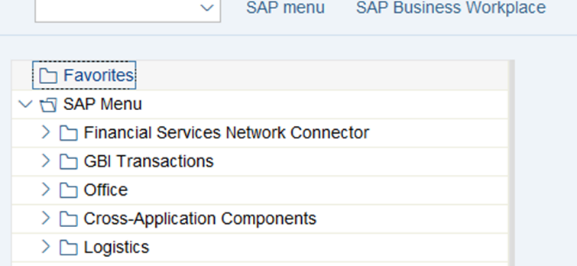 SAP menu SAP Business Workplace
Favorites
SAP Menu
Financial Services Network Connector
GBI Transactions
Office
Cross-Application Components
Logistics